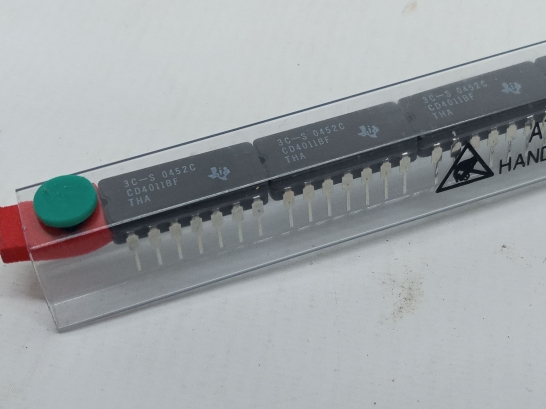 3C-S 0452C
CD4011BF
THA
3C-S 0452C
CD4011BF
THA
3C-S 0452C
CD4011BF
THA
A
HAND